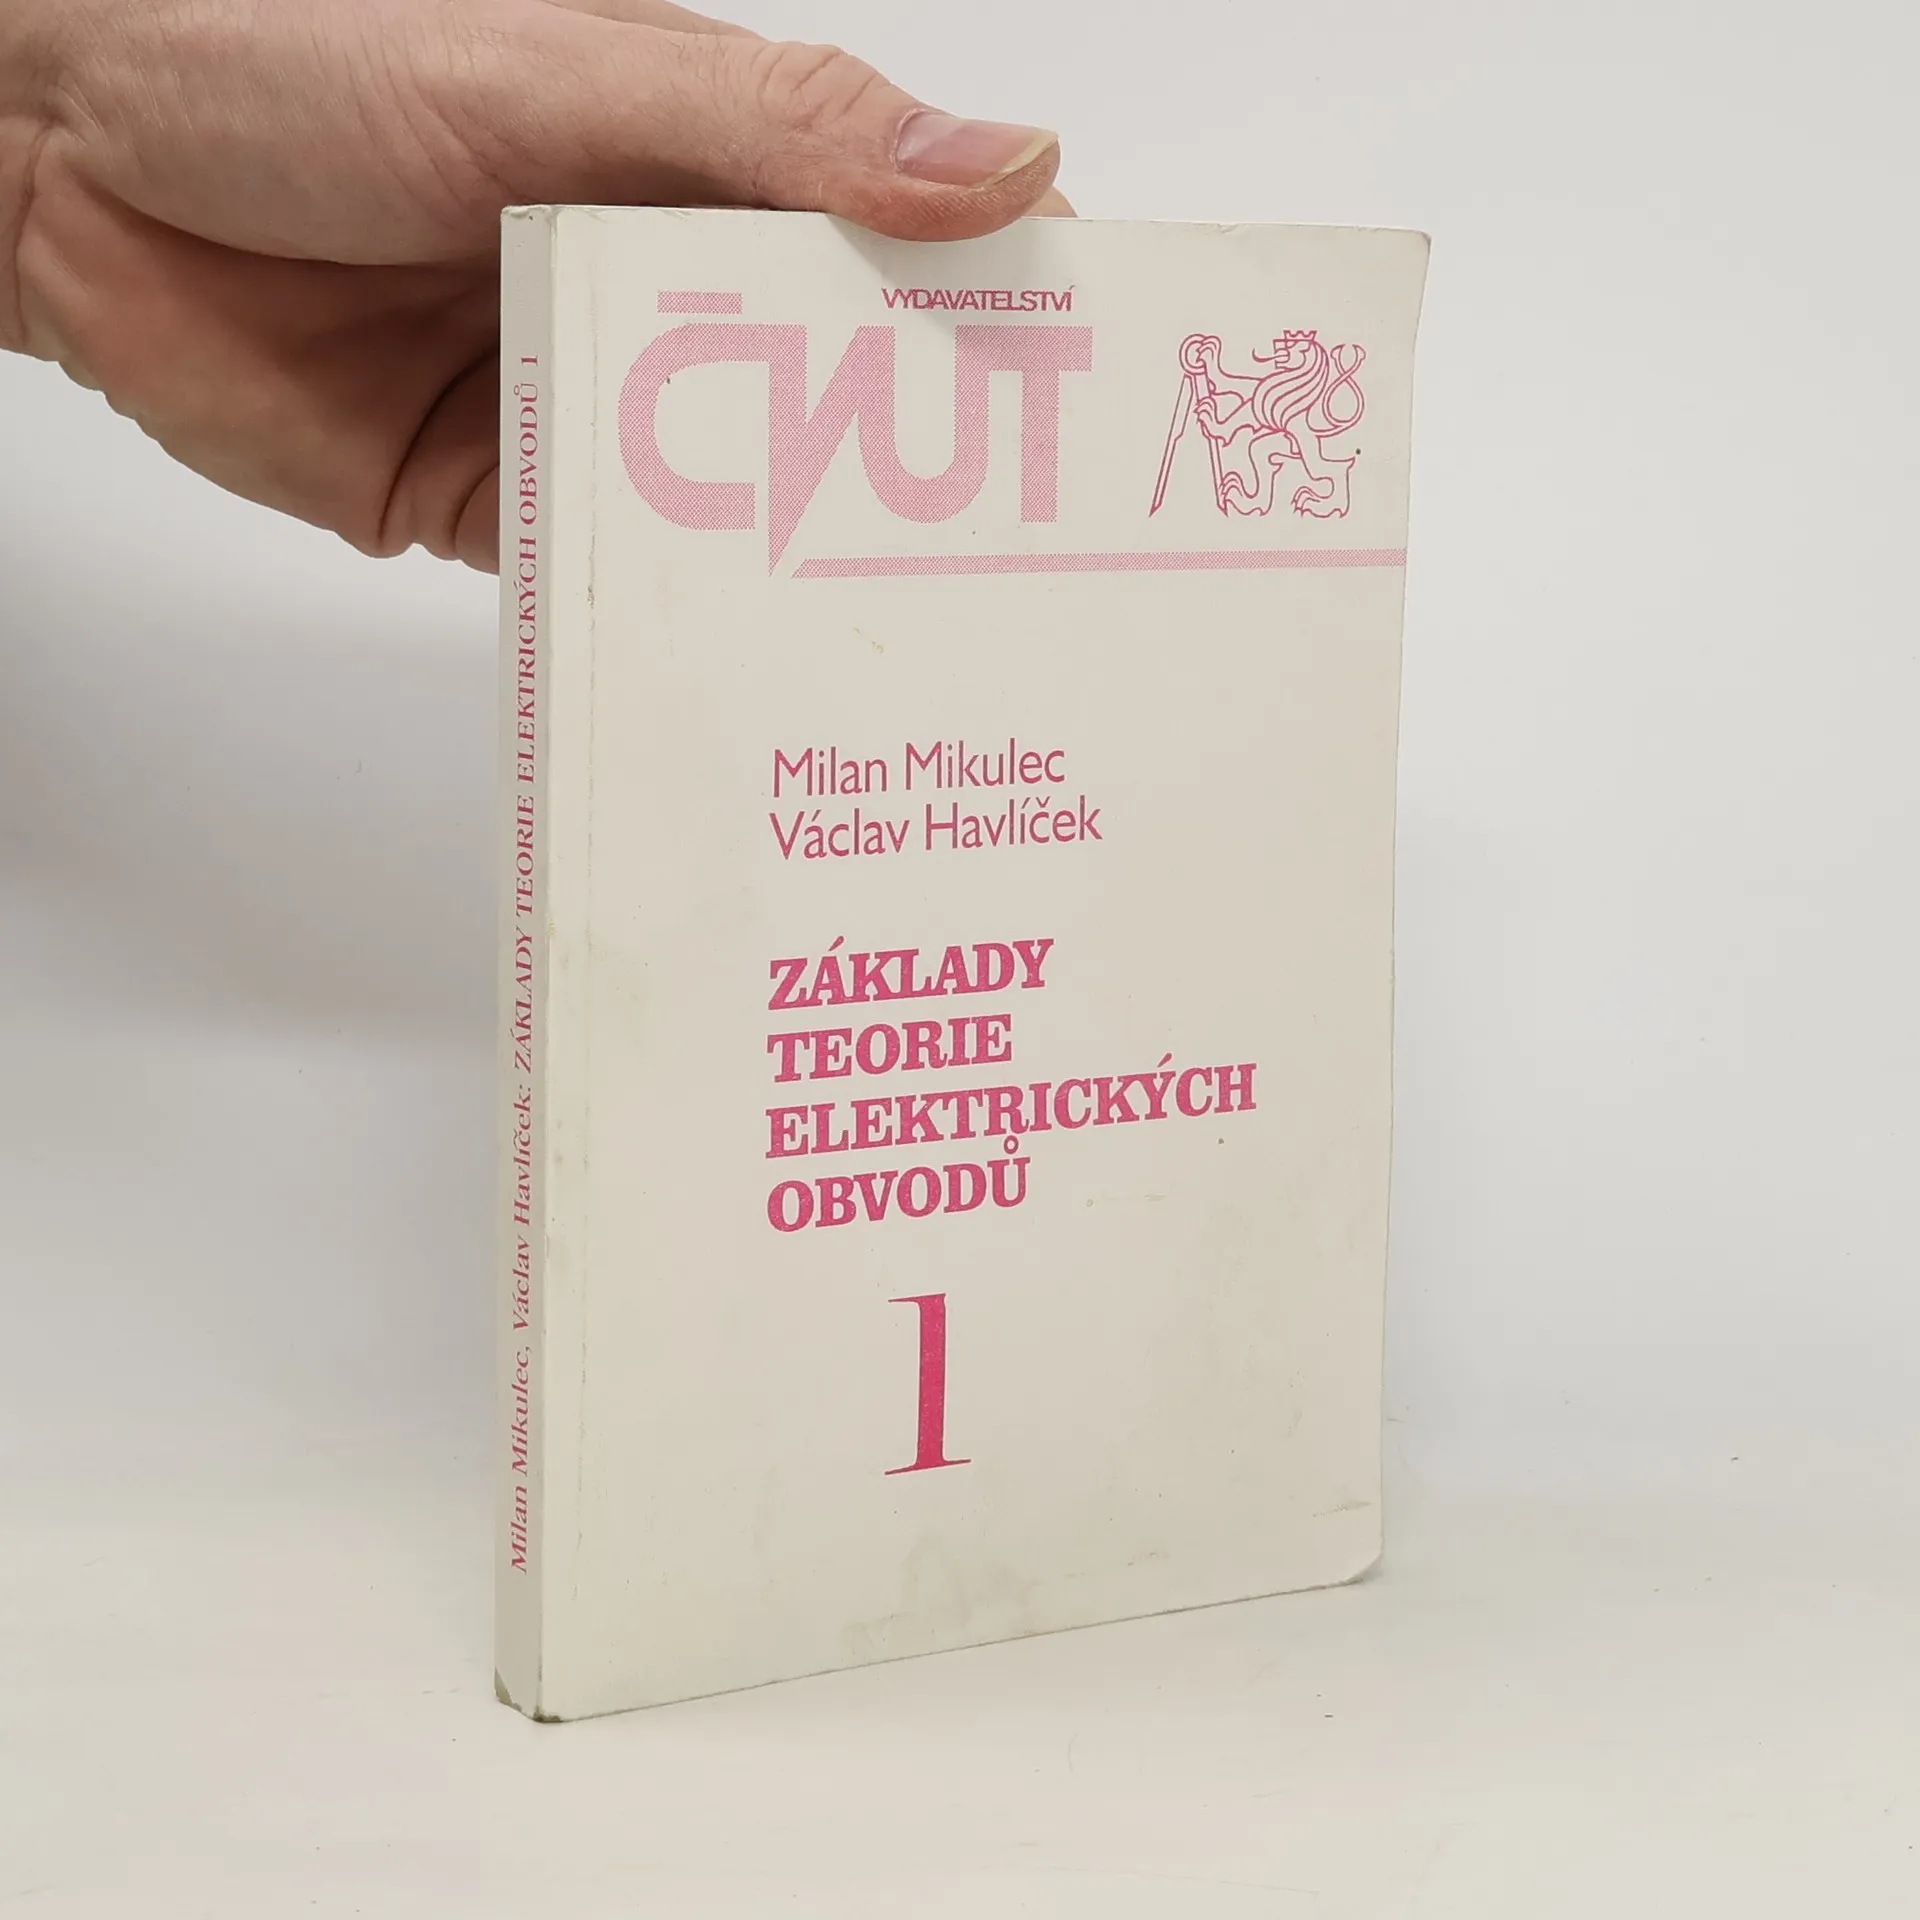 VYDAVATELSTVÍ
ČVUT
Milan Mikulec
Václav Havlíček
ZÁKLADY
TEORIE
ELEKTRICKÝCH
OBVODŮ
1
Milan Mikulec, Václav Havlíček: ZÁKLADY TEORIE ELEKTRICKÝCH OBVODŮ 1